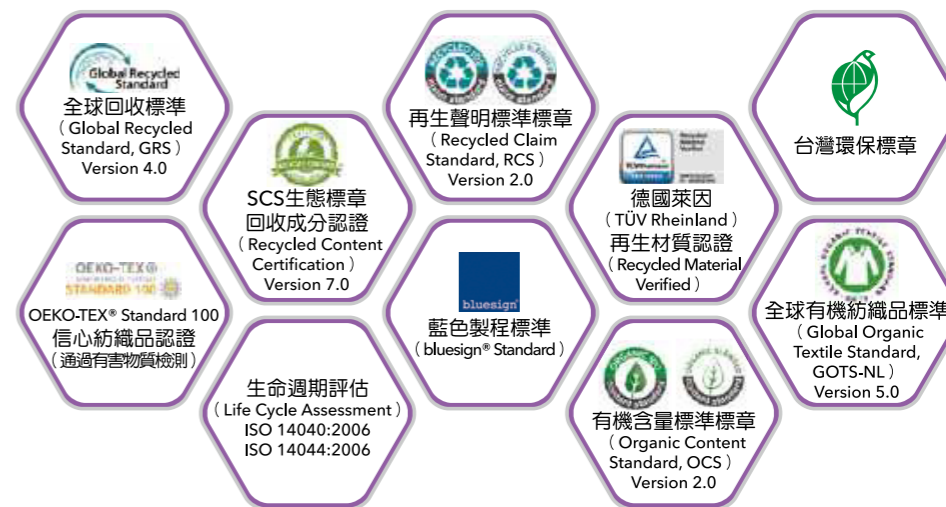 Global Recycled
Standard
全球回收標準
（Global Recycled
Standard, GRS）
Version 4.0
SCS生態標章
回收成分認證
（Recycled Content
Certification）
Version 7.0
再生聲明標準標章
（Recycled Claim
Standard, RCS）
Version 2.0
TÜVRheinland
Recycled
Material
Verified
德國萊因
（TÜV Rheinland）
再生材質認證
（Recycled Material
Verified）
台灣環保標章
OEKO-TEX®
STANDARD 100
OEKO-TEX® Standard 100
信心紡織品認證
（通過有害物質檢測）
生命週期評估
（Life Cycle Assessment）
ISO 14040:2006
ISO 14044:2006
bluesign
藍色製程標準
（bluesign® Standard）
有機含量標準標章
（Organic Content
Standard, OCS）
Version 2.0
全球有機紡織品標準
（Global Organic
Textile Standard,
GOTS-NL）
Version 5.0